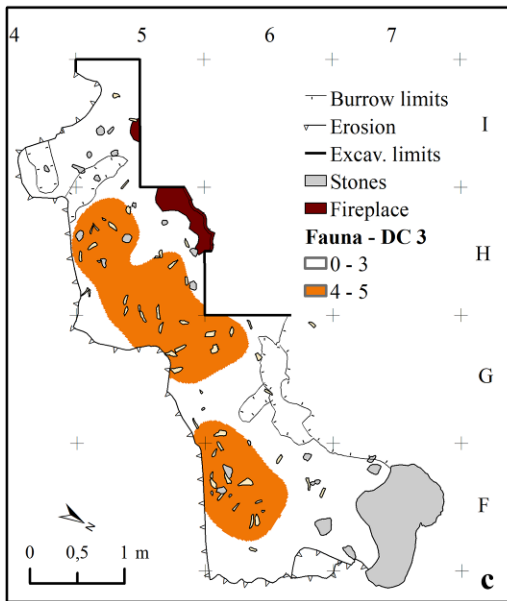 4 5 6 7
Burrow limits
Erosion
Excav. limits
Stones
Fireplace
Fauna - DC 3
0 - 3
4 - 5
I
H
G
F
N
0 0,5 1 m
c